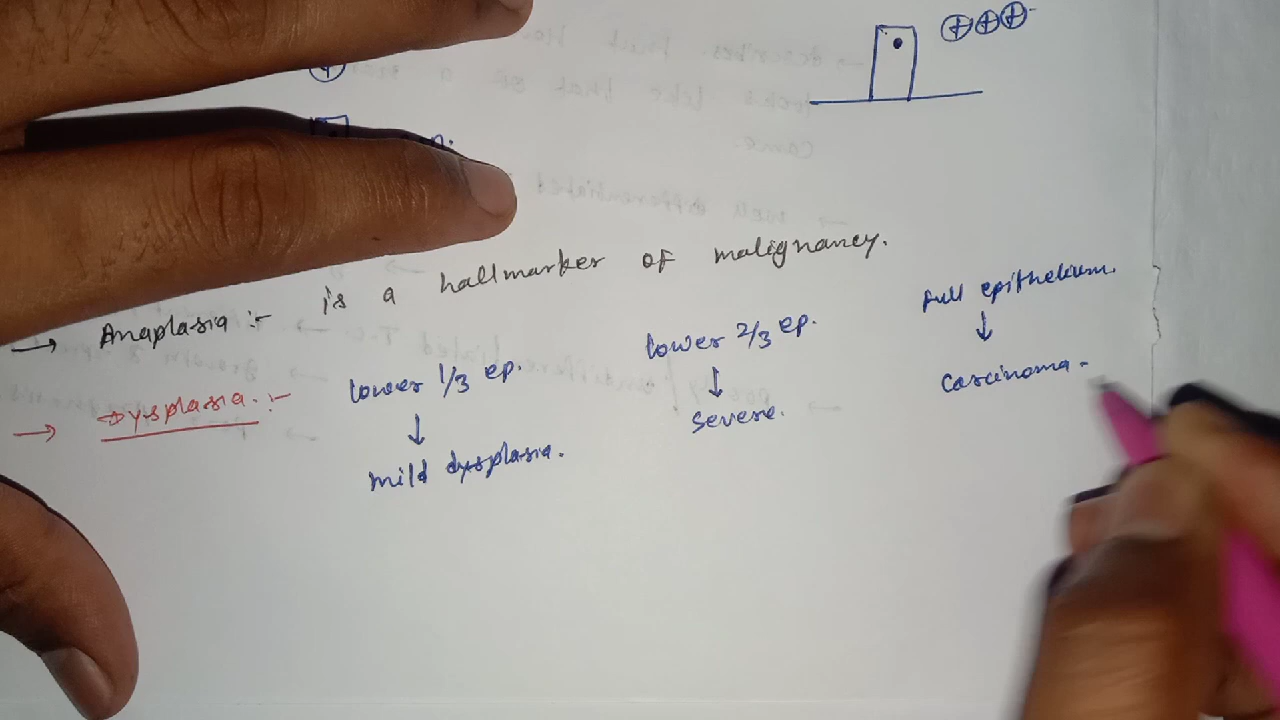 → Anaplasia :- is a hallmarker of malignancy.
→ Dysplasia. :-
lower 1/3 ep.
↓
mild dysplasia.
lower 2/3 ep.
↓
severe.
full epithelium.
↓
Carcinoma -